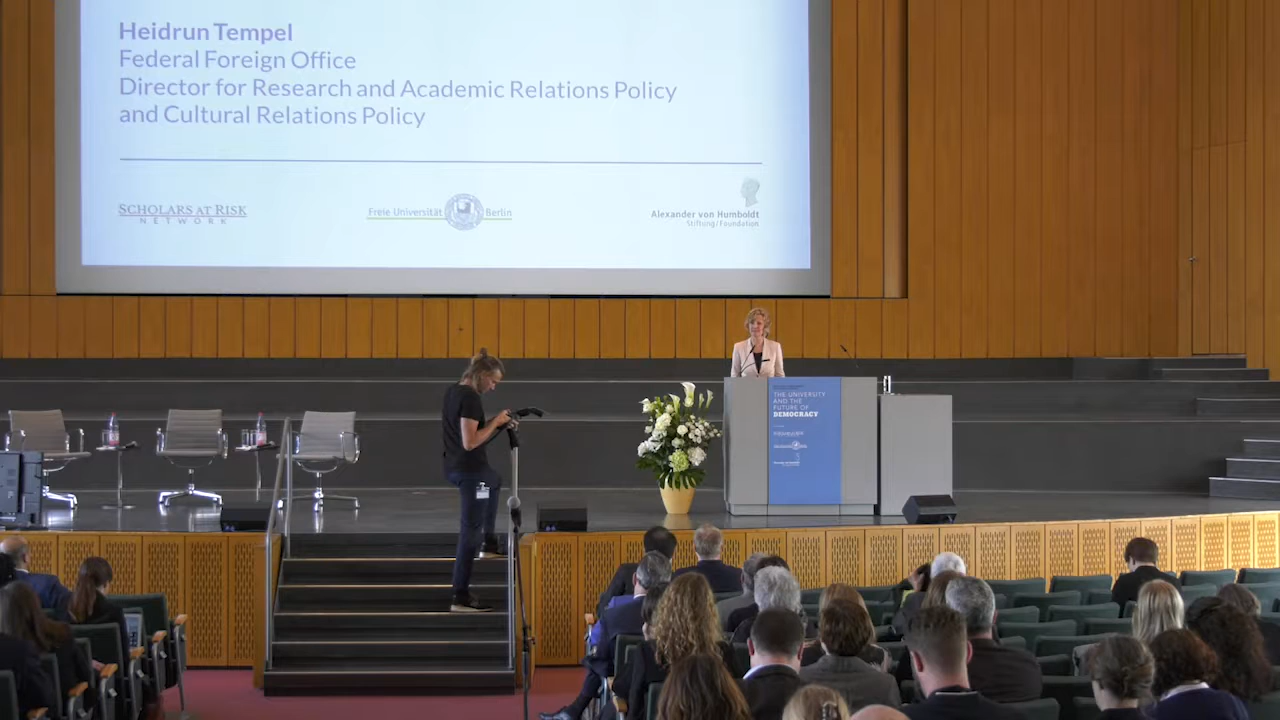 Heidrun Tempel
Federal Foreign Office
Director for Research and Academic Relations Policy
and Cultural Relations Policy
SCHOLARS AT RISK
NETWORK
Freie Universität Berlin
Alexander von Humboldt
Stiftung/Foundation
THE UNIVERSITY
AND THE
FUTURE OF
DEMOCRACY